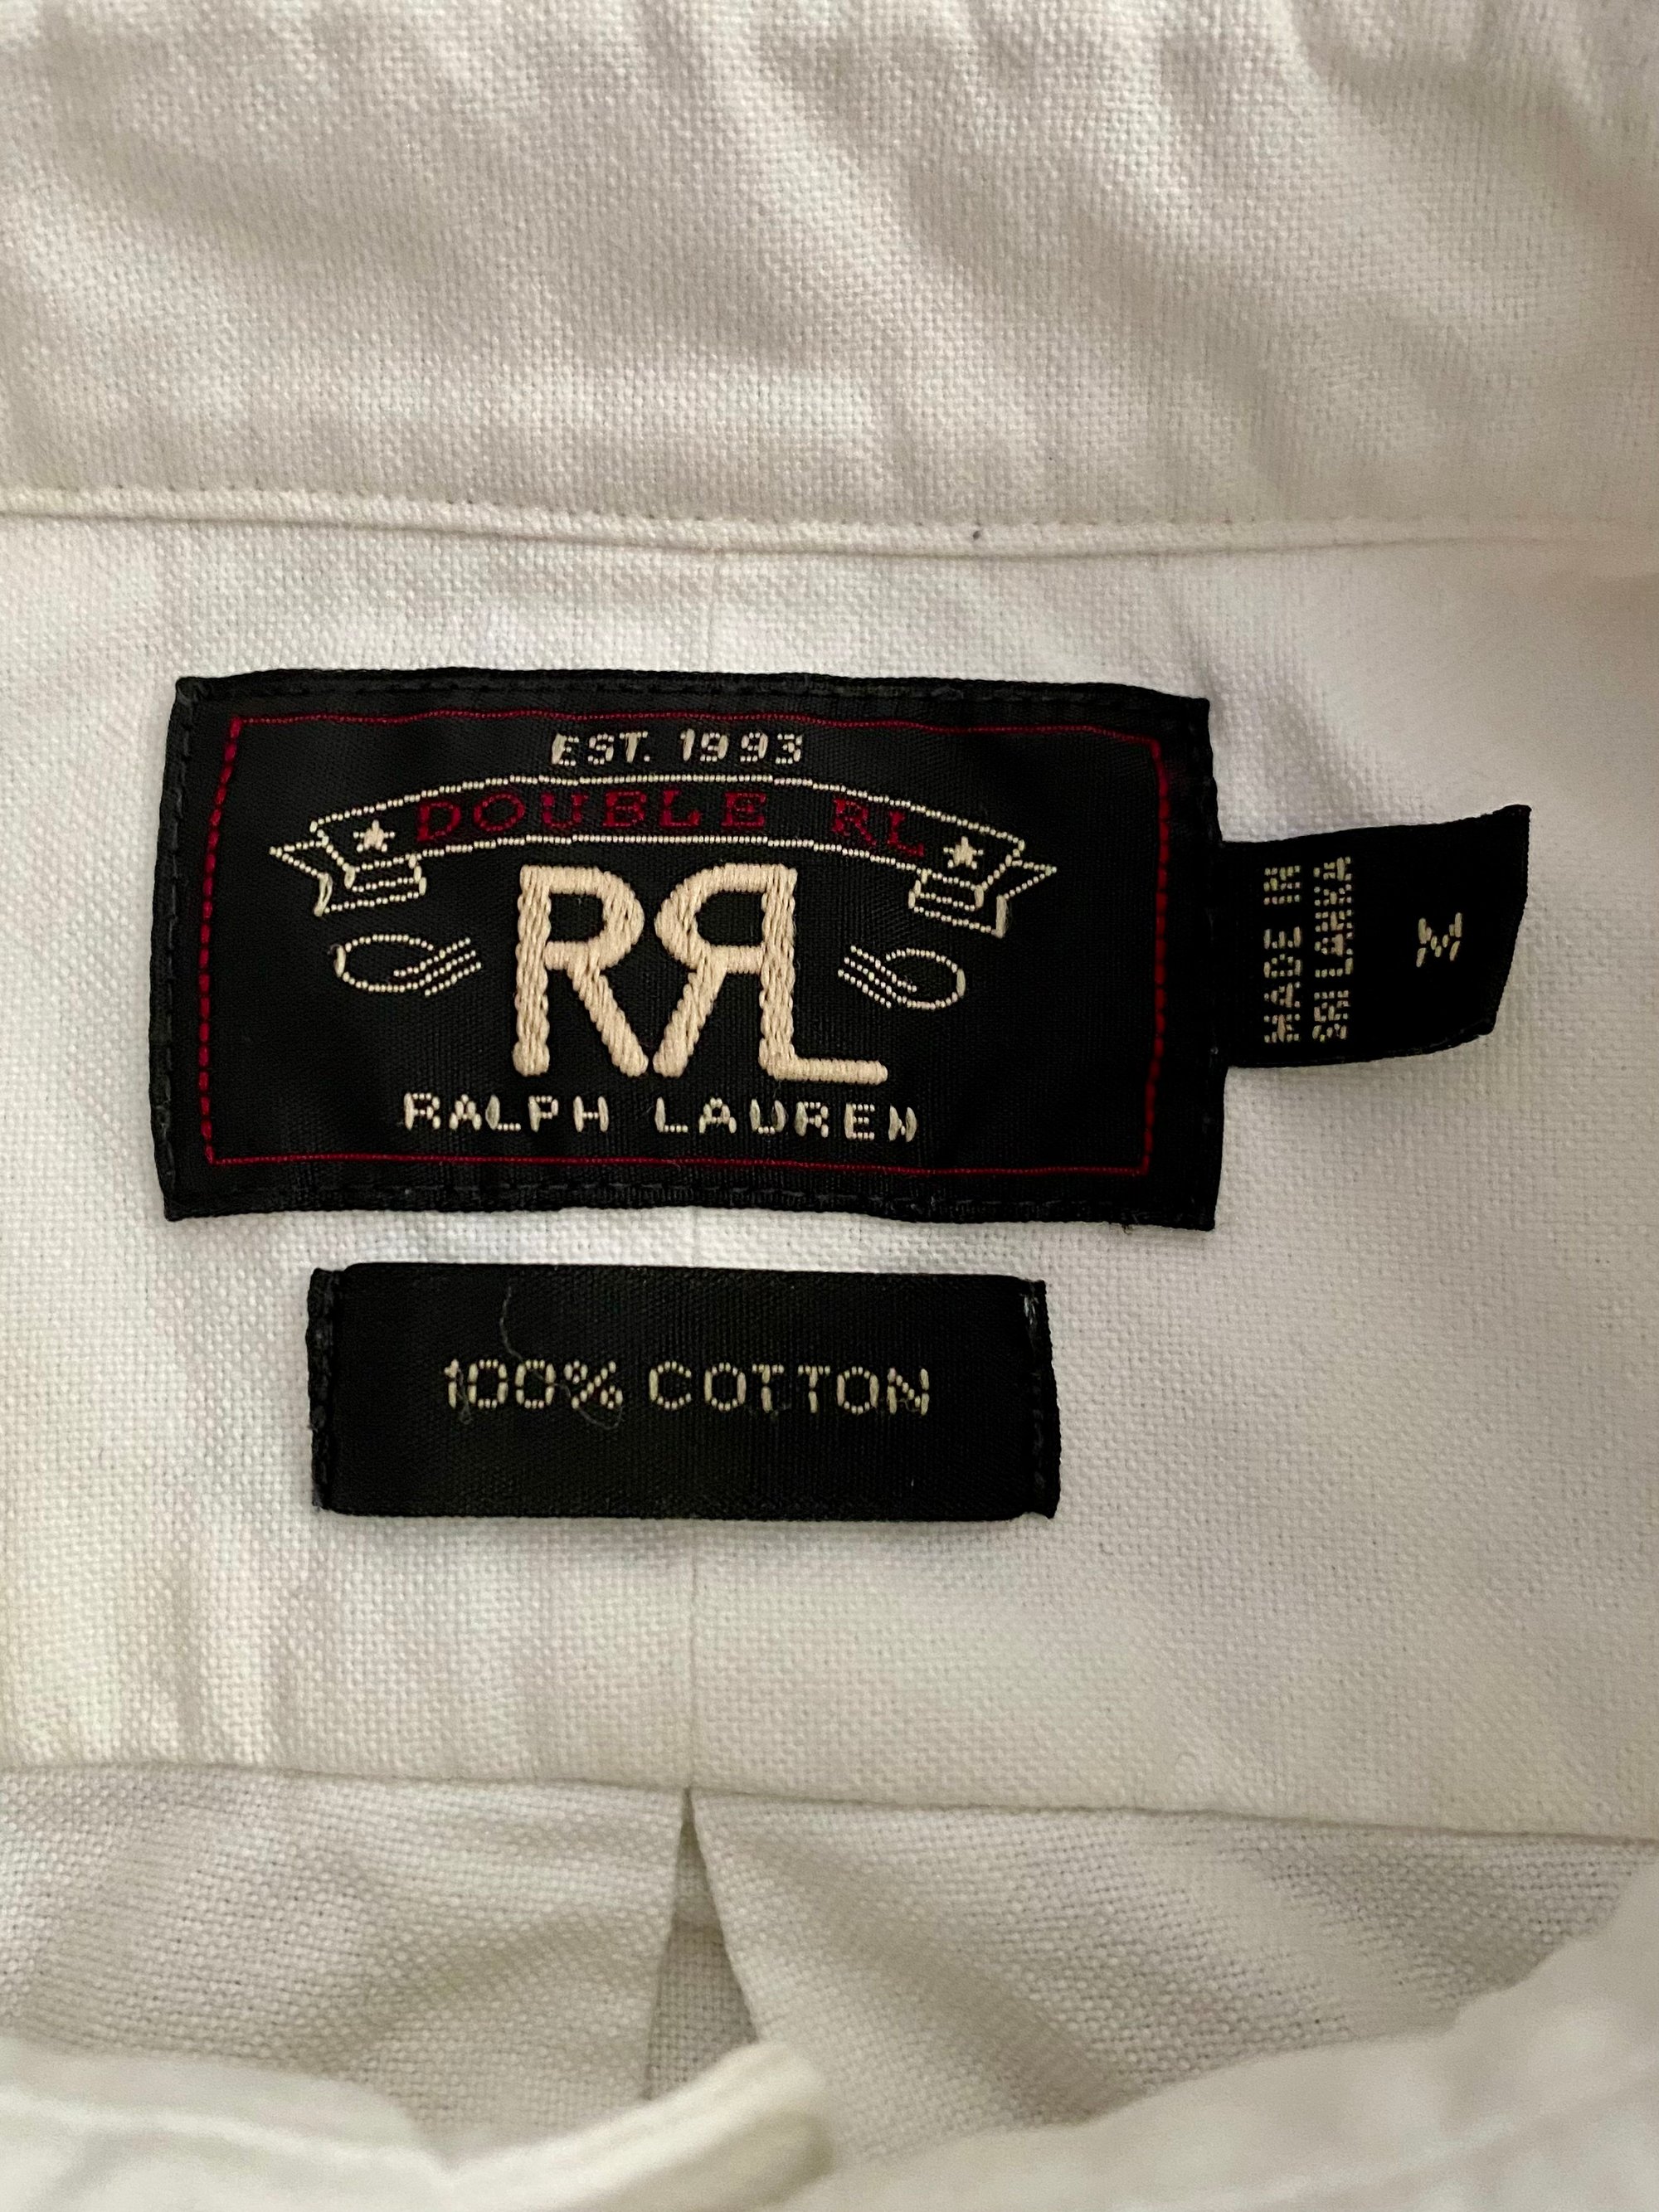 EST. 1993
DOUBLE RL
RRL
RALPH LAUREN
MADE IN
SRI LANKA
M
100% COTTON